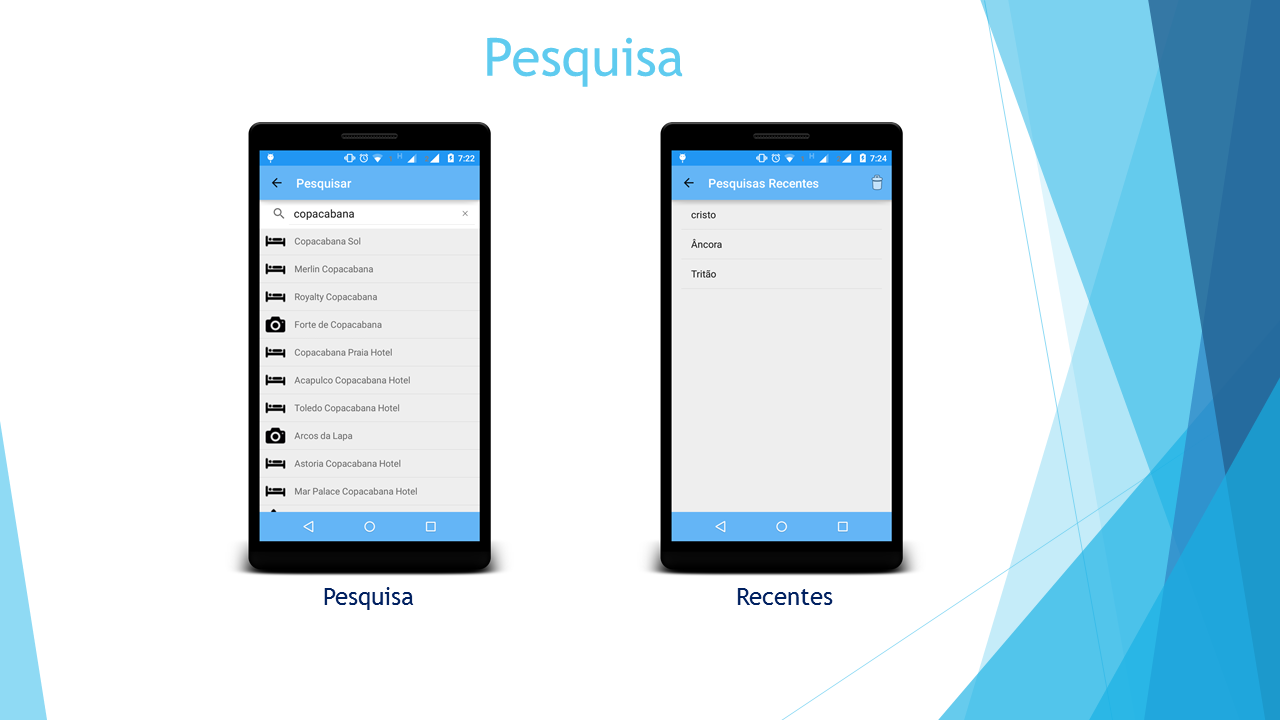 Pesquisa
H 7:22
Pesquisar
copacabana
Copacabana Sol
Merlin Copacabana
Royalty Copacabana
Forte de Copacabana
Copacabana Praia Hotel
Acapulco Copacabana Hotel
Toledo Copacabana Hotel
Arcos da Lapa
Astoria Copacabana Hotel
Mar Palace Copacabana Hotel
Pesquisa
H 7:24
Pesquisas Recentes
cristo
Âncora
Tritão
Recentes